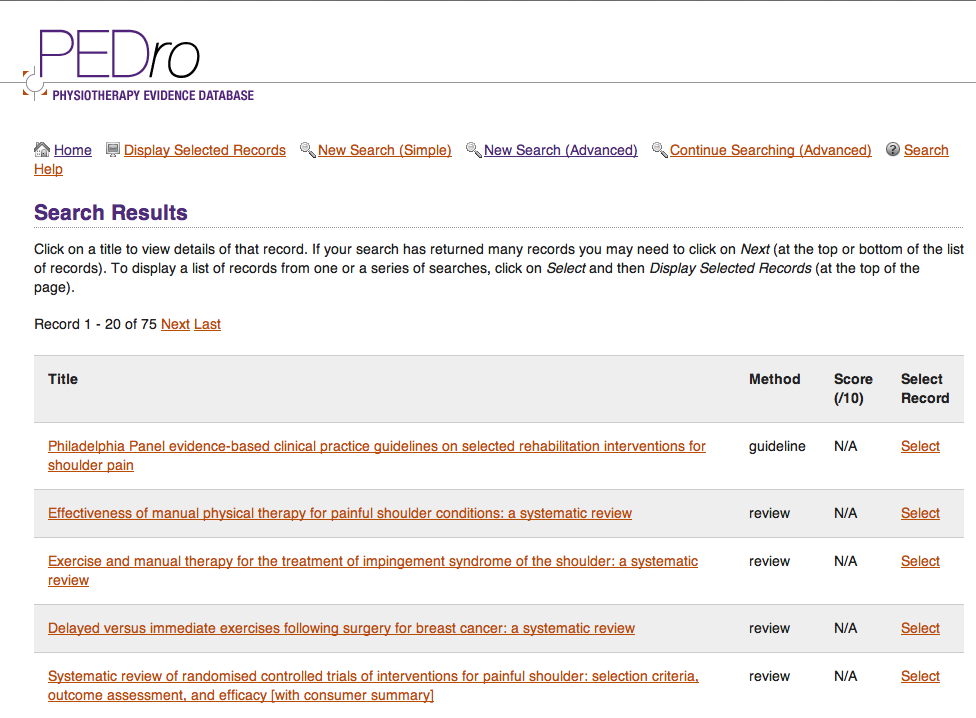 PEDro
PHYSIOTHERAPY EVIDENCE DATABASE
Home Display Selected Records New Search (Simple) New Search (Advanced) Continue Searching (Advanced) ? Search
Help
Search Results
Click on a title to view details of that record. If your search has returned many records you may need to click on Next (at the top or bottom of the list
of records). To display a list of records from one or a series of searches, click on Select and then Display Selected Records (at the top of the
page).
Record 1 - 20 of 75 Next Last
Title Method Score Select
(/10) Record
Philadelphia Panel evidence-based clinical practice guidelines on selected rehabilitation interventions for guideline N/A Select
shoulder pain
Effectiveness of manual physical therapy for painful shoulder conditions: a systematic review review N/A Select
Exercise and manual therapy for the treatment of impingement syndrome of the shoulder: a systematic review N/A Select
review
Delayed versus immediate exercises following surgery for breast cancer: a systematic review review N/A Select
Systematic review of randomised controlled trials of interventions for painful shoulder: selection criteria, review N/A Select
outcome assessment, and efficacy [with consumer summary]